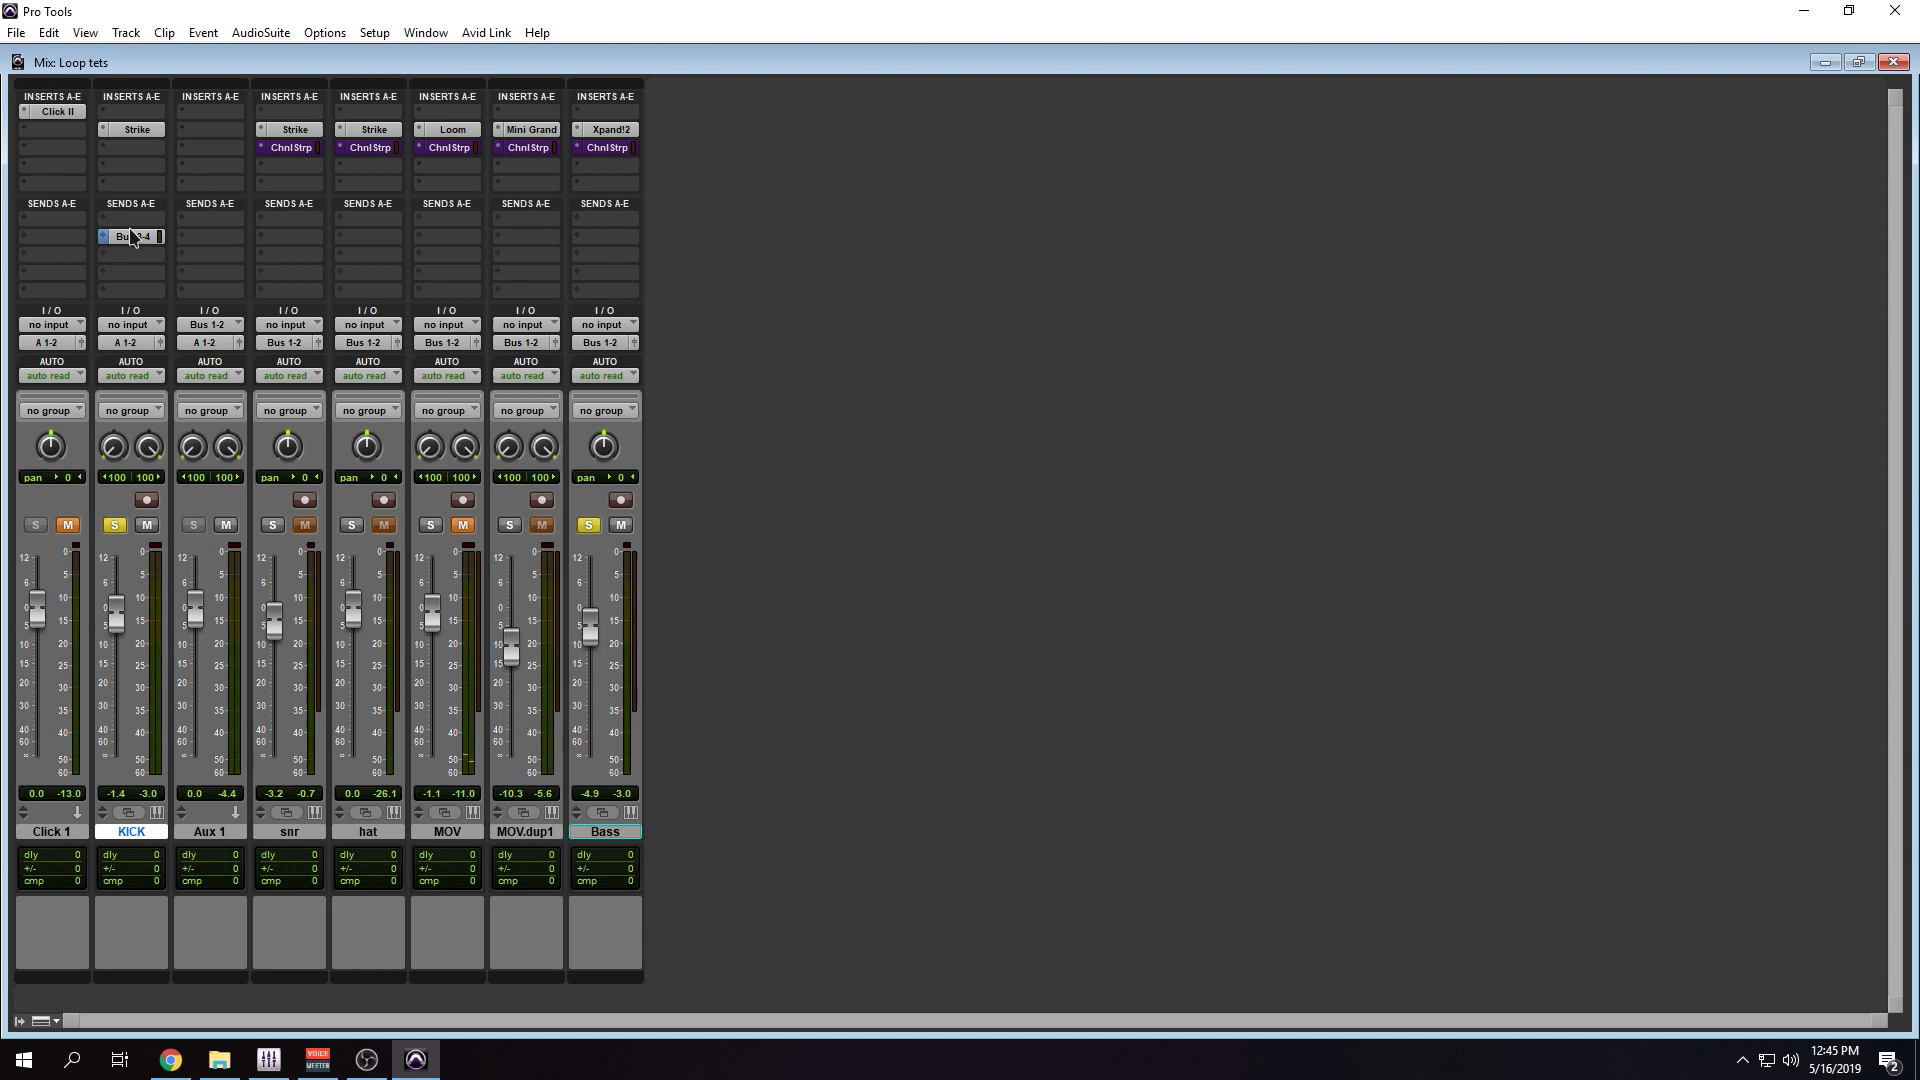 Pro Tools
File Edit View Track Clip Event AudioSuite Options Setup Window Avid Link Help
Mix: Loop tets
INSERTS A-E INSERTS A-E INSERTS A-E INSERTS A-E INSERTS A-E INSERTS A-E INSERTS A-E INSERTS A-E
Click II
Strike Strike Strike Loom Mini Grand Xpand!2
ChnlStrp ChnlStrp ChnlStrp ChnlStrp ChnlStrp
SENDS A-E SENDS A-E SENDS A-E SENDS A-E SENDS A-E SENDS A-E SENDS A-E SENDS A-E
I / O I / O I / O I / O I / O I / O I / O I / O
no input no input Bus 1-2 no input no input no input no input no input
A 1-2 A 1-2 A 1-2 Bus 1-2 Bus 1-2 Bus 1-2 Bus 1-2 Bus 1-2
AUTO AUTO AUTO AUTO AUTO AUTO AUTO AUTO
auto read auto read auto read auto read auto read auto read auto read auto read
no group no group no group no group no group no group no group no group
pan 0 100 100 100 100 pan 0 pan 0 100 100 100 100 pan 0
S M S M S M S M S M S M S M S M
0.0 -13.0 -1.4 -3.0 0.0 -4.4 -3.2 -0.7 0.0 -26.1 -1.1 -11.0 -10.3 -5.6 -4.9 -3.0
Click 1 KICK Aux 1 snr hat MOV MOV.dup1 Bass
dly 0 dly 0 dly 0 dly 0 dly 0 dly 0 dly 0 dly 0
+/- 0 +/- 0 +/- 0 +/- 0 +/- 0 +/- 0 +/- 0 +/- 0
cmp 0 cmp 0 cmp 0 cmp 0 cmp 0 cmp 0 cmp 0 cmp 0
VOICE
MEETER
12:45 PM
5/16/2019
2